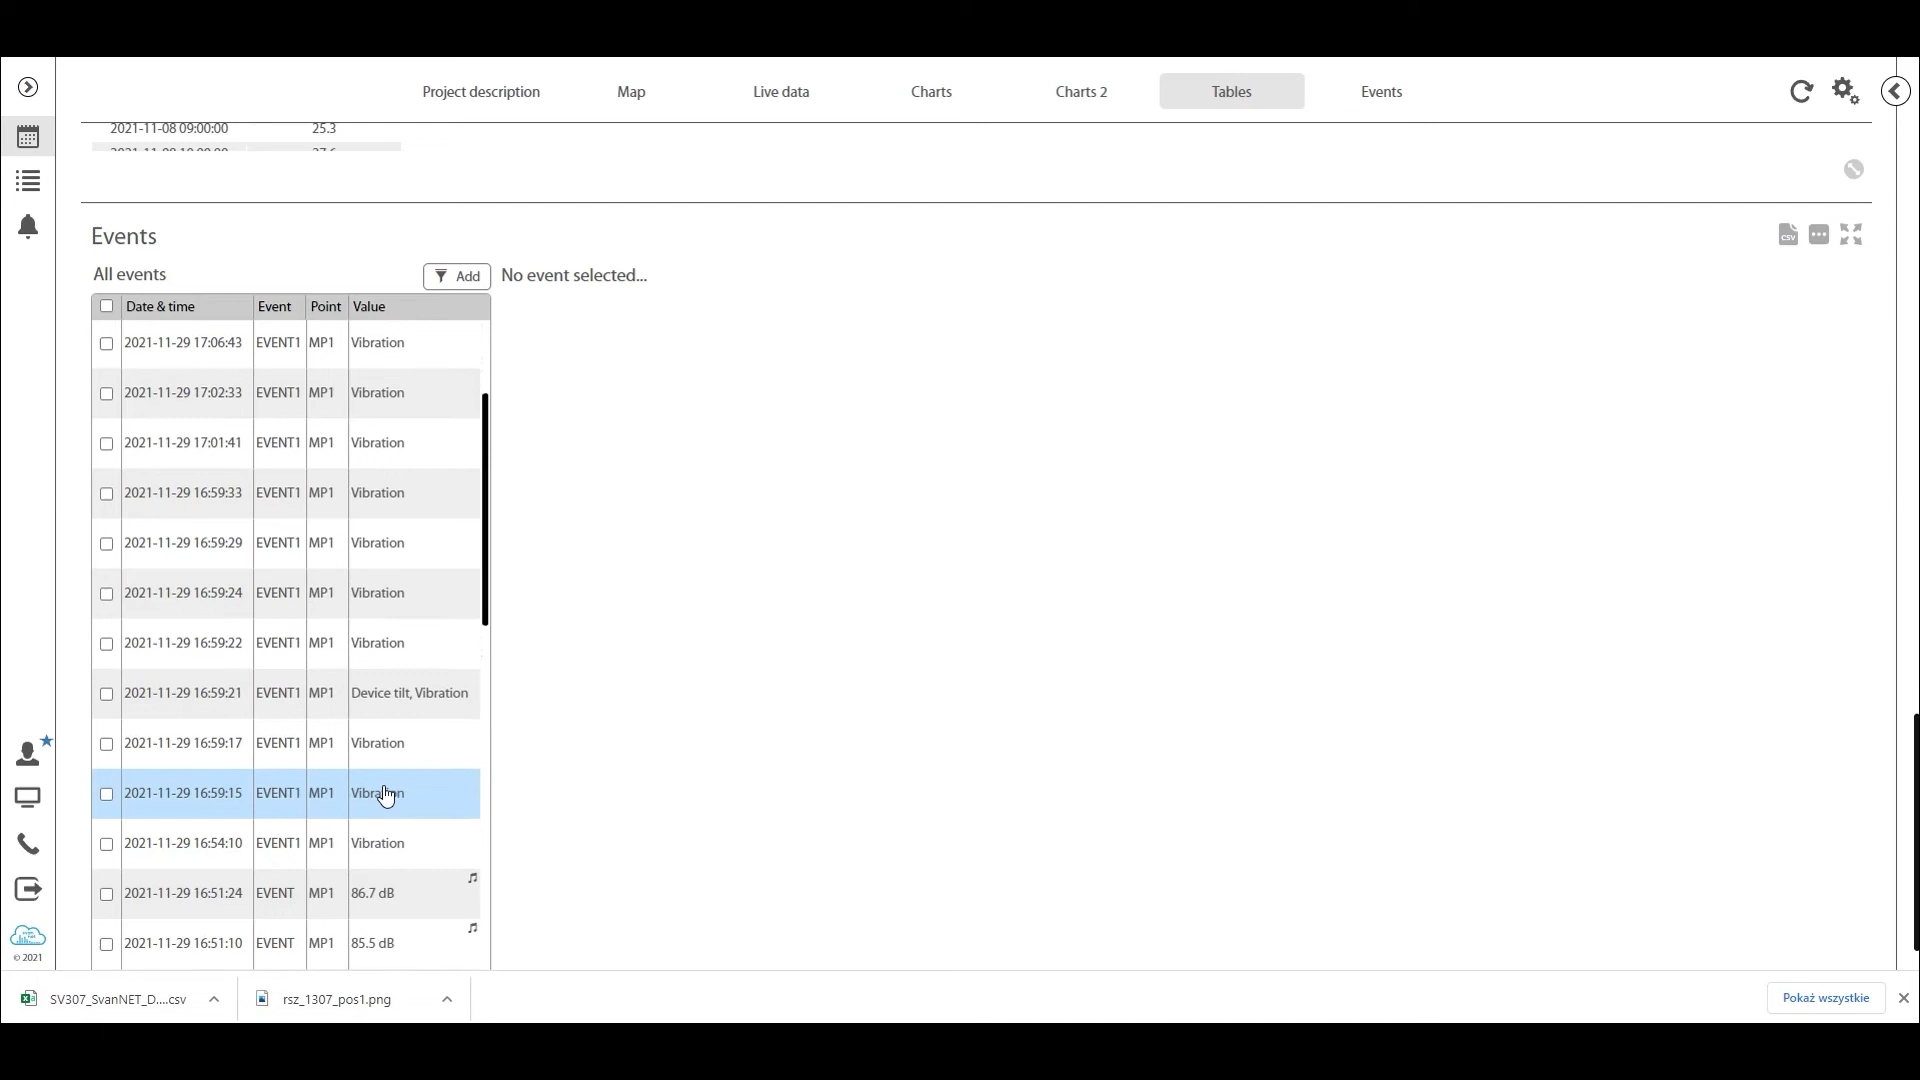 Project description Map Live data Charts Charts 2 Tables Events
2021-11-08 09:00:00 25.3
Events
CSV
All events Add No event selected...
Date & time Event Point Value
2021-11-29 17:06:43 EVENT1 MP1 Vibration
2021-11-29 17:02:33 EVENT1 MP1 Vibration
2021-11-29 17:01:41 EVENT1 MP1 Vibration
2021-11-29 16:59:33 EVENT1 MP1 Vibration
2021-11-29 16:59:29 EVENT1 MP1 Vibration
2021-11-29 16:59:24 EVENT1 MP1 Vibration
2021-11-29 16:59:22 EVENT1 MP1 Vibration
2021-11-29 16:59:21 EVENT1 MP1 Device tilt, Vibration
2021-11-29 16:59:17 EVENT1 MP1 Vibration
2021-11-29 16:59:15 EVENT1 MP1 Vibration
2021-11-29 16:54:10 EVENT1 MP1 Vibration
2021-11-29 16:51:24 EVENT MP1 86.7 dB
2021-11-29 16:51:10 EVENT MP1 85.5 dB
© 2021
SV307_SvanNET_D....csv rsz_1307_pos1.png Pokaż wszystkie